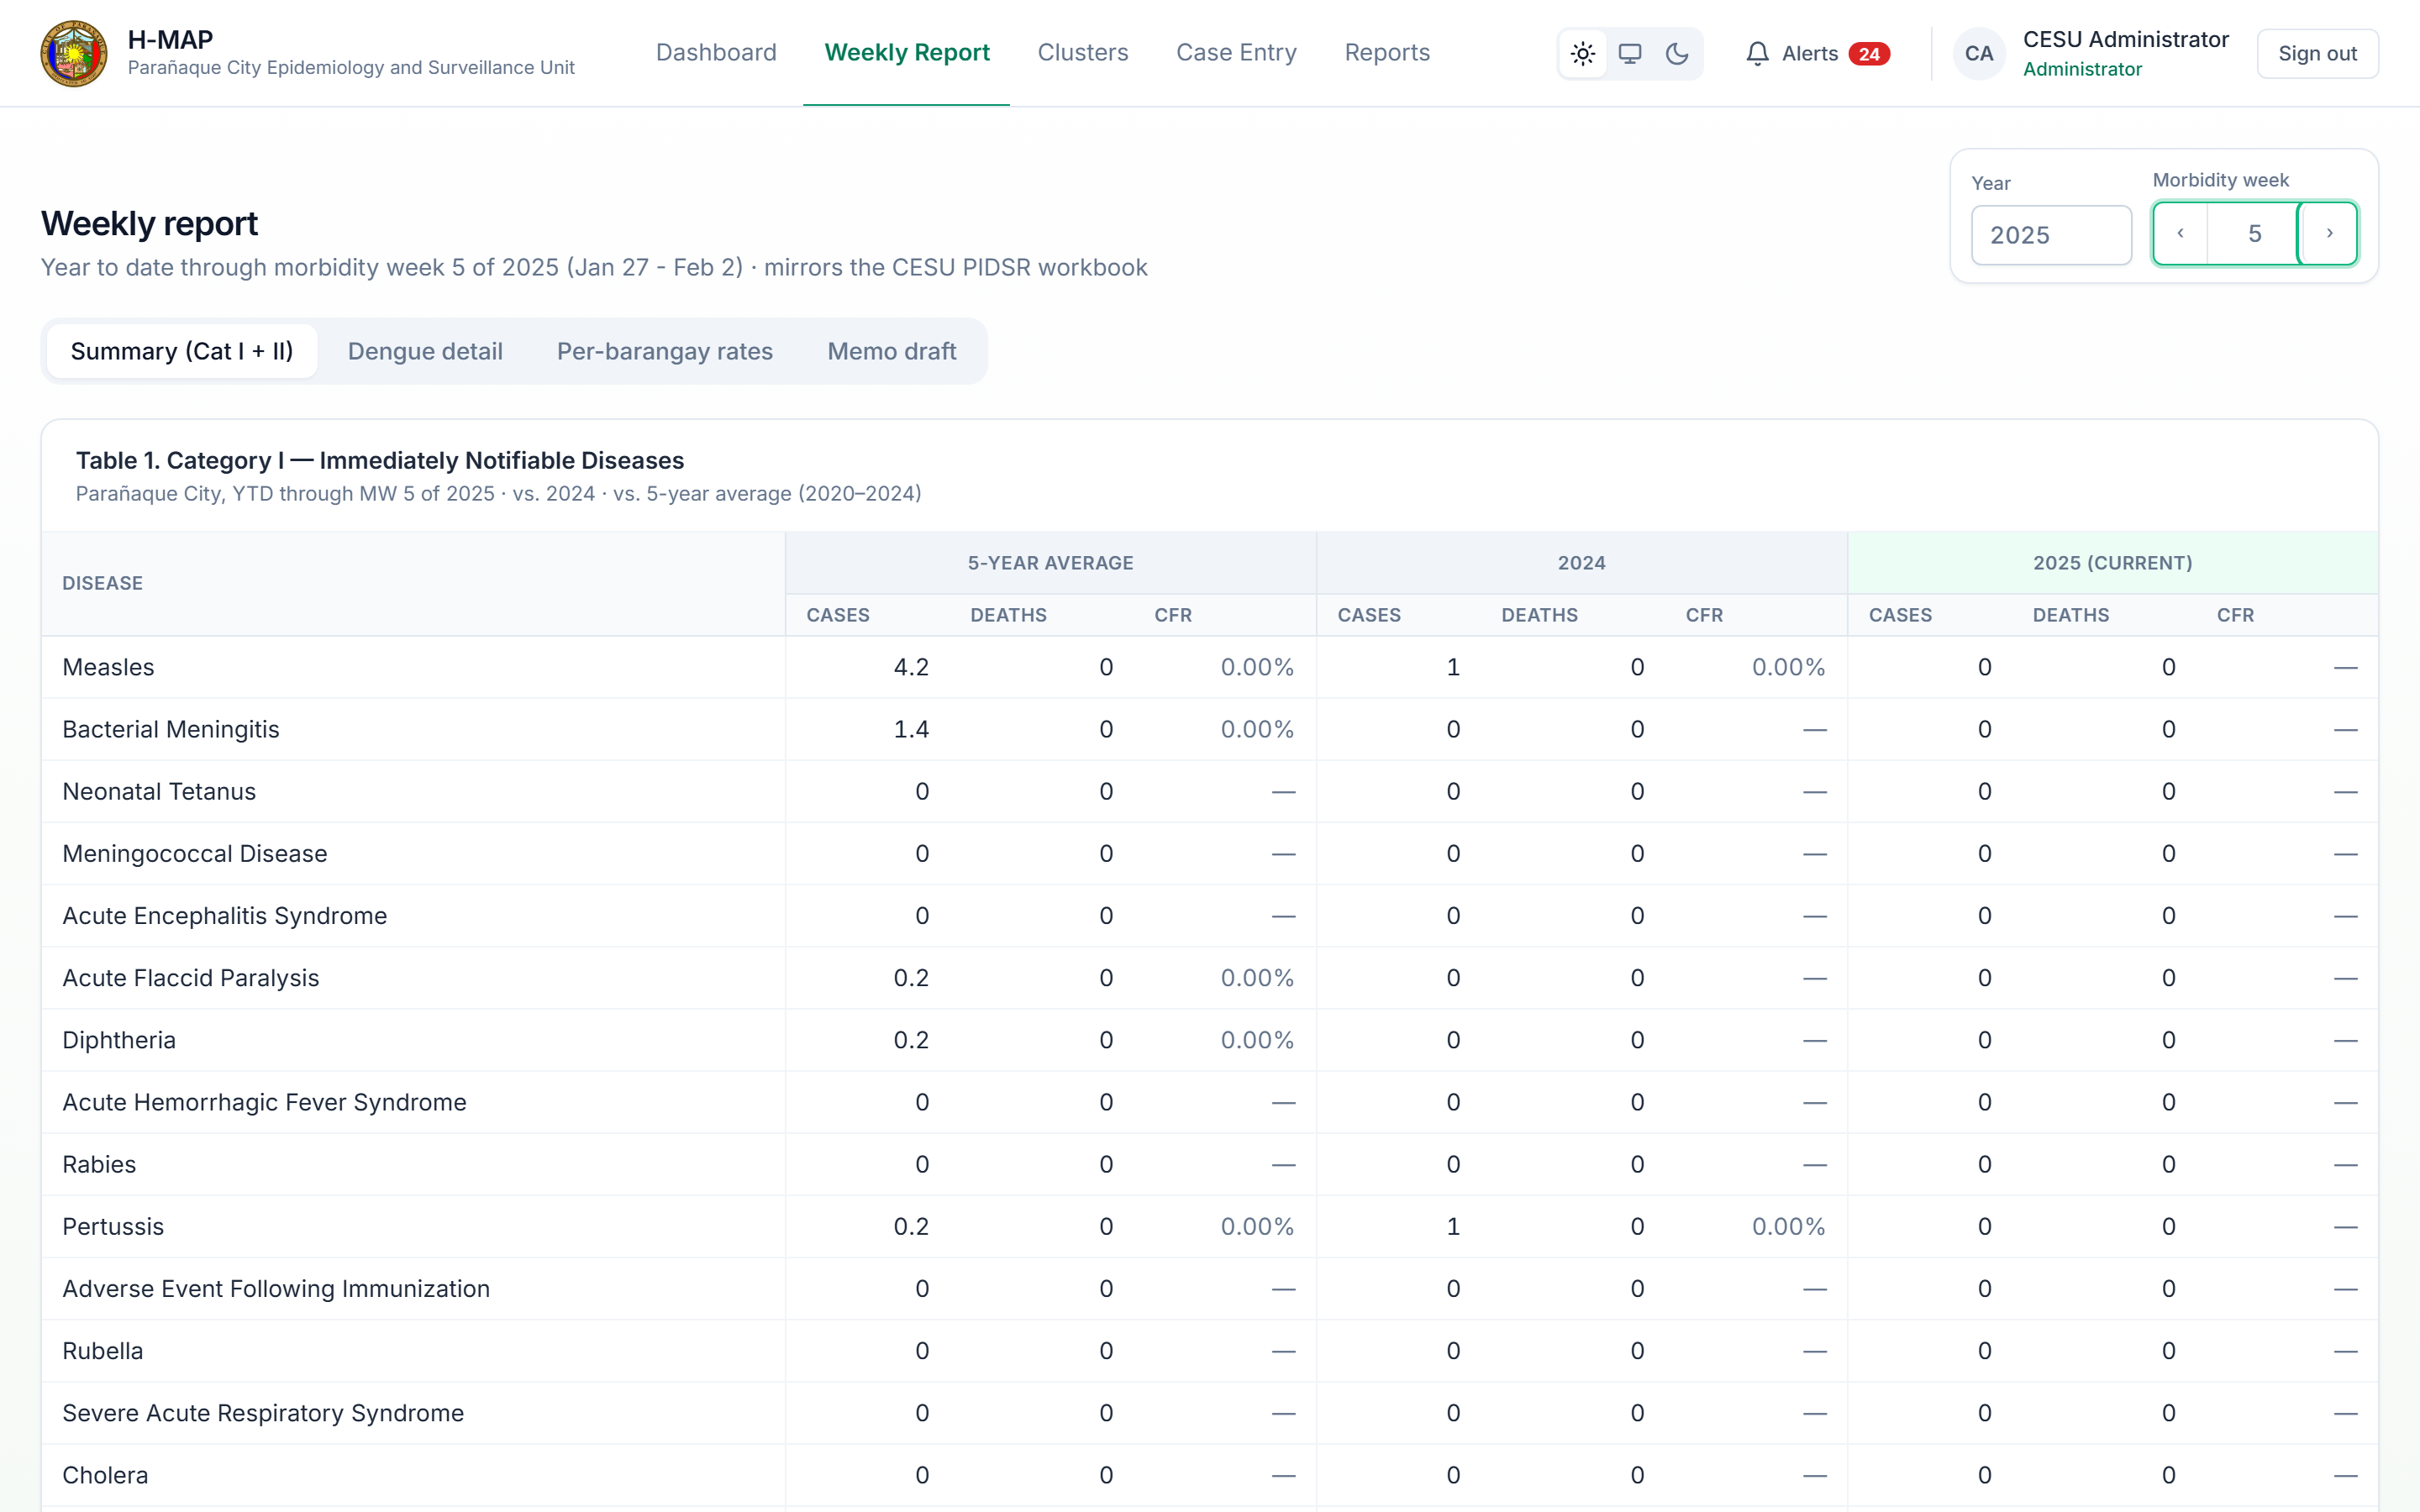 H-MAP
Parañaque City Epidemiology and Surveillance Unit
Dashboard
Weekly Report
Clusters
Case Entry
Reports
Alerts 24
CA
CESU Administrator
Administrator
Sign out
Weekly report
Year to date through morbidity week 5 of 2025 (Jan 27 - Feb 2) · mirrors the CESU PIDSR workbook
Year
2025
Morbidity week
‹ 5 ›
Summary (Cat I + II) Dengue detail Per-barangay rates Memo draft
Table 1. Category I — Immediately Notifiable Diseases
Parañaque City, YTD through MW 5 of 2025 · vs. 2024 · vs. 5-year average (2020–2024)
DISEASE 5-YEAR AVERAGE 2024 2025 (CURRENT)
CASES DEATHS CFR CASES DEATHS CFR CASES DEATHS CFR
Measles 4.2 0 0.00% 1 0 0.00% 0 0 —
Bacterial Meningitis 1.4 0 0.00% 0 0 — 0 0 —
Neonatal Tetanus 0 0 — 0 0 — 0 0 —
Meningococcal Disease 0 0 — 0 0 — 0 0 —
Acute Encephalitis Syndrome 0 0 — 0 0 — 0 0 —
Acute Flaccid Paralysis 0.2 0 0.00% 0 0 — 0 0 —
Diphtheria 0.2 0 0.00% 0 0 — 0 0 —
Acute Hemorrhagic Fever Syndrome 0 0 — 0 0 — 0 0 —
Rabies 0 0 — 0 0 — 0 0 —
Pertussis 0.2 0 0.00% 1 0 0.00% 0 0 —
Adverse Event Following Immunization 0 0 — 0 0 — 0 0 —
Rubella 0 0 — 0 0 — 0 0 —
Severe Acute Respiratory Syndrome 0 0 — 0 0 — 0 0 —
Cholera 0 0 — 0 0 — 0 0 —